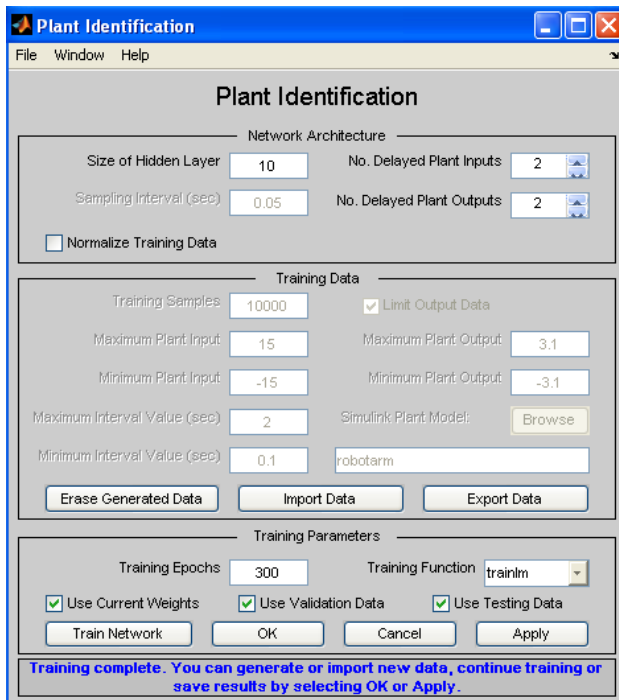 Plant Identification
File Window Help
Plant Identification
Network Architecture
Size of Hidden Layer 10 No. Delayed Plant Inputs 2
Sampling Interval (sec) 0.05 No. Delayed Plant Outputs 2
Normalize Training Data
Training Data
Training Samples 10000 Limit Output Data
Maximum Plant Input 15 Maximum Plant Output 3.1
Minimum Plant Input -15 Minimum Plant Output -3.1
Maximum Interval Value (sec) 2 Simulink Plant Model: Browse
Minimum Interval Value (sec) 0.1 robotarm
Erase Generated Data Import Data Export Data
Training Parameters
Training Epochs 300 Training Function trainlm
Use Current Weights Use Validation Data Use Testing Data
Train Network OK Cancel Apply
Training complete. You can generate or import new data, continue training or
save results by selecting OK or Apply.